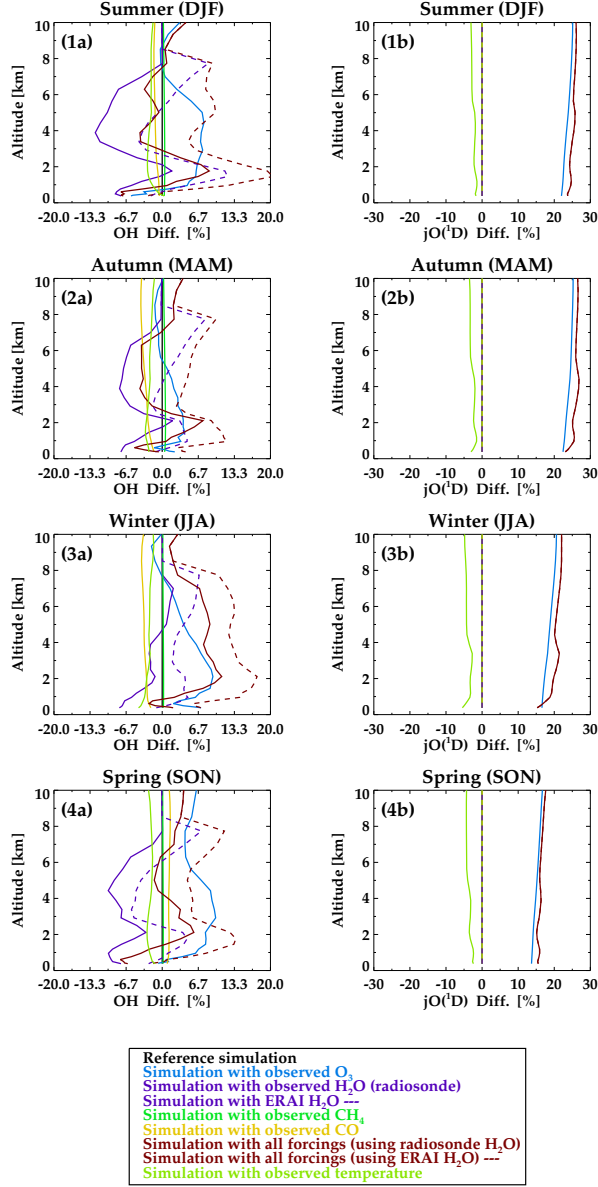 Summer (DJF)
(1a)
Altitude [km]
10
8
6
4
2
0
-20.0 -13.3 -6.7 0.0 6.7 13.3 20.0
OH Diff. [%]
Summer (DJF)
(1b)
Altitude [km]
10
8
6
4
2
0
-30 -20 -10 0 10 20 30
jO(¹D) Diff. [%]
Autumn (MAM)
(2a)
Altitude [km]
10
8
6
4
2
0
-20.0 -13.3 -6.7 0.0 6.7 13.3 20.0
OH Diff. [%]
Autumn (MAM)
(2b)
Altitude [km]
10
8
6
4
2
0
-30 -20 -10 0 10 20 30
jO(¹D) Diff. [%]
Winter (JJA)
(3a)
Altitude [km]
10
8
6
4
2
0
-20.0 -13.3 -6.7 0.0 6.7 13.3 20.0
OH Diff. [%]
Winter (JJA)
(3b)
Altitude [km]
10
8
6
4
2
0
-30 -20 -10 0 10 20 30
jO(¹D) Diff. [%]
Spring (SON)
(4a)
Altitude [km]
10
8
6
4
2
0
-20.0 -13.3 -6.7 0.0 6.7 13.3 20.0
OH Diff. [%]
Spring (SON)
(4b)
Altitude [km]
10
8
6
4
2
0
-30 -20 -10 0 10 20 30
jO(¹D) Diff. [%]
Reference simulation
Simulation with observed O₃
Simulation with observed H₂O (radiosonde)
Simulation with ERAI H₂O ---
Simulation with observed CH₄
Simulation with observed CO
Simulation with all forcings (using radiosonde H₂O)
Simulation with all forcings (using ERAI H₂O) ---
Simulation with observed temperature